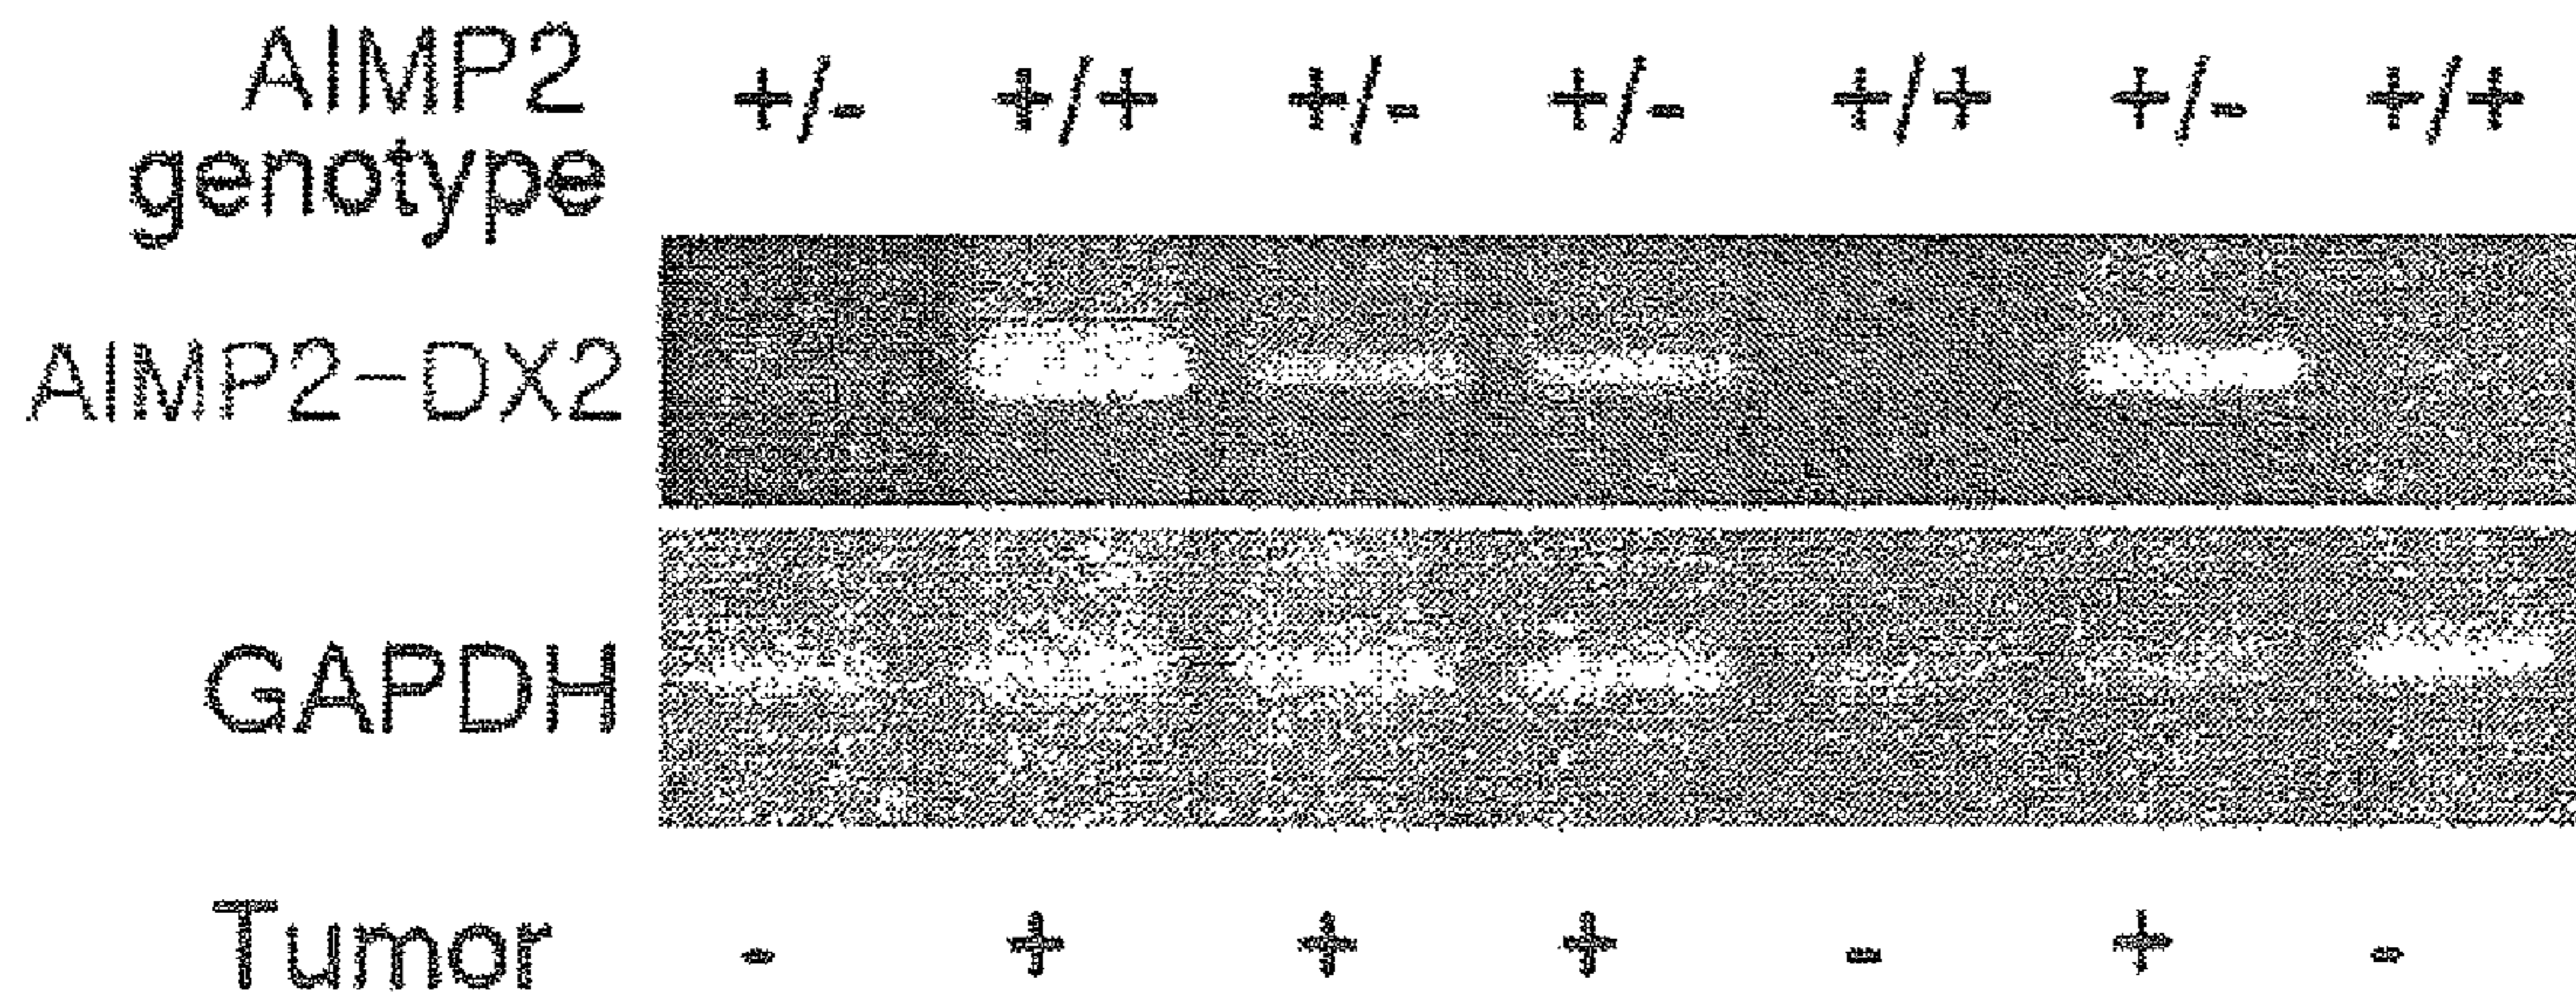 AIMP2 genotype +/- +/+ +/- +/- +/+ +/- +/+
AIMP2-DX2
GAPDH
Tumor - + + + - + -